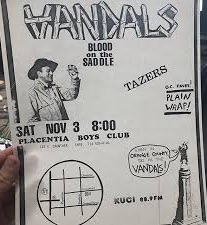 VANDALS
BLOOD
on the
SADDLE
TAZERS
O.C. FAVES!
PLAIN
WRAP!
SAT NOV 3 8:00
PLACENTIA BOYS CLUB
ORANGE COUNTY
VANDALS!
KUCI 88.9 FM